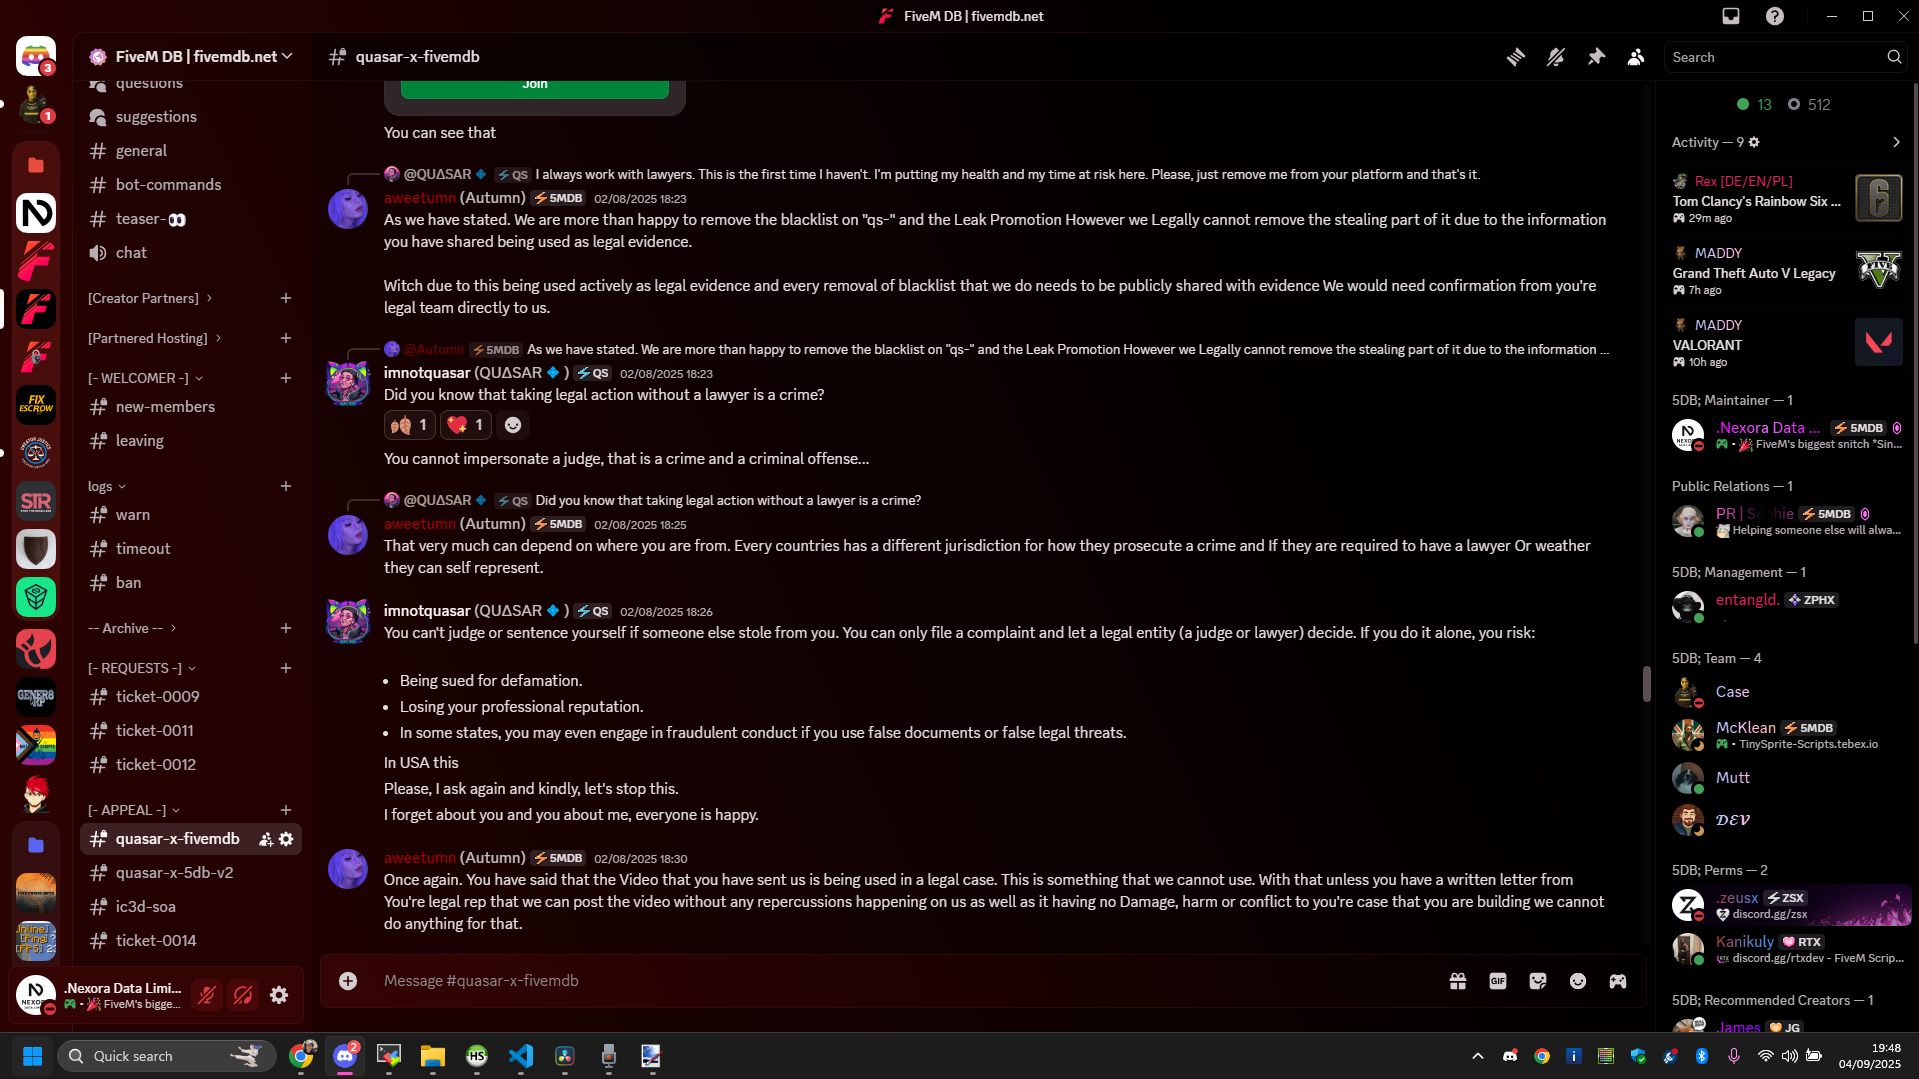 FiveM DB | fivemdb.net
3
1
FiveM DB | fivemdb.net
questions
suggestions
general
bot-commands
teaser-👀
chat
[Creator Partners]
[Partnered Hosting]
[- WELCOMER -]
new-members
leaving
logs
warn
timeout
ban
-- Archive --
[- REQUESTS -]
ticket-0009
ticket-0011
ticket-0012
[- APPEAL -]
quasar-x-fivemdb
quasar-x-5db-v2
ic3d-soa
ticket-0014
FIX
ESCROW
STR
GENER8
RP
.Nexora Data Limi...
🎮 • 🎉 FiveM's bigge...
quasar-x-fivemdb
Search
Join
You can see that
@QUΔSAR 🔹 QS I always work with lawyers. This is the first time I haven't. I'm putting my health and my time at risk here. Please, just remove me from your platform and that's it.
aweetumn (Autumn) 5MDB 02/08/2025 18:23
As we have stated. We are more than happy to remove the blacklist on "qs-" and the Leak Promotion However we Legally cannot remove the stealing part of it due to the information
you have shared being used as legal evidence.
Witch due to this being used actively as legal evidence and every removal of blacklist that we do needs to be publicly shared with evidence We would need confirmation from you're
legal team directly to us.
@Autumn 5MDB As we have stated. We are more than happy to remove the blacklist on "qs-" and the Leak Promotion However we Legally cannot remove the stealing part of it due to the information ...
imnotquasar (QUΔSAR 🔹 ) QS 02/08/2025 18:23
Did you know that taking legal action without a lawyer is a crime?
🫁 1 💖 1
You cannot impersonate a judge, that is a crime and a criminal offense...
@QUΔSAR 🔹 QS Did you know that taking legal action without a lawyer is a crime?
aweetumn (Autumn) 5MDB 02/08/2025 18:25
That very much can depend on where you are from. Every countries has a different jurisdiction for how they prosecute a crime and If they are required to have a lawyer Or weather
they can self represent.
imnotquasar (QUΔSAR 🔹 ) QS 02/08/2025 18:26
You can't judge or sentence yourself if someone else stole from you. You can only file a complaint and let a legal entity (a judge or lawyer) decide. If you do it alone, you risk:
• Being sued for defamation.
• Losing your professional reputation.
• In some states, you may even engage in fraudulent conduct if you use false documents or false legal threats.
In USA this
Please, I ask again and kindly, let's stop this.
I forget about you and you about me, everyone is happy.
aweetumn (Autumn) 5MDB 02/08/2025 18:30
Once again. You have said that the Video that you have sent us is being used in a legal case. This is something that we cannot use. With that unless you have a written letter from
You're legal rep that we can post the video without any repercussions happening on us as well as it having no Damage, harm or conflict to you're case that you are building we cannot
do anything for that.
Message #quasar-x-fivemdb
GIF
13 512
Activity — 9
Rex [DE/EN/PL]
Tom Clancy's Rainbow Six ...
29m ago
MADDY
Grand Theft Auto V Legacy
7h ago
MADDY
VALORANT
10h ago
5DB; Maintainer — 1
.Nexora Data ... 5MDB
🎮 • 🎉 FiveM's biggest snitch *Sin...
Public Relations — 1
PR | Sophie 5MDB
Helping someone else will alwa...
5DB; Management — 1
entangld. ZPHX
.
5DB; Team — 4
Case
McKlean 5MDB
🎮 • TinySprite-Scripts.tebex.io
Mutt
𝓓𝓔𝓥
5DB; Perms — 2
.zeusx ZSX
discord.gg/zsx
Kanikuly RTX
discord.gg/rtxdev - FiveM Scrip...
5DB; Recommended Creators — 1
James JG
Quick search
2
19:48
04/09/2025